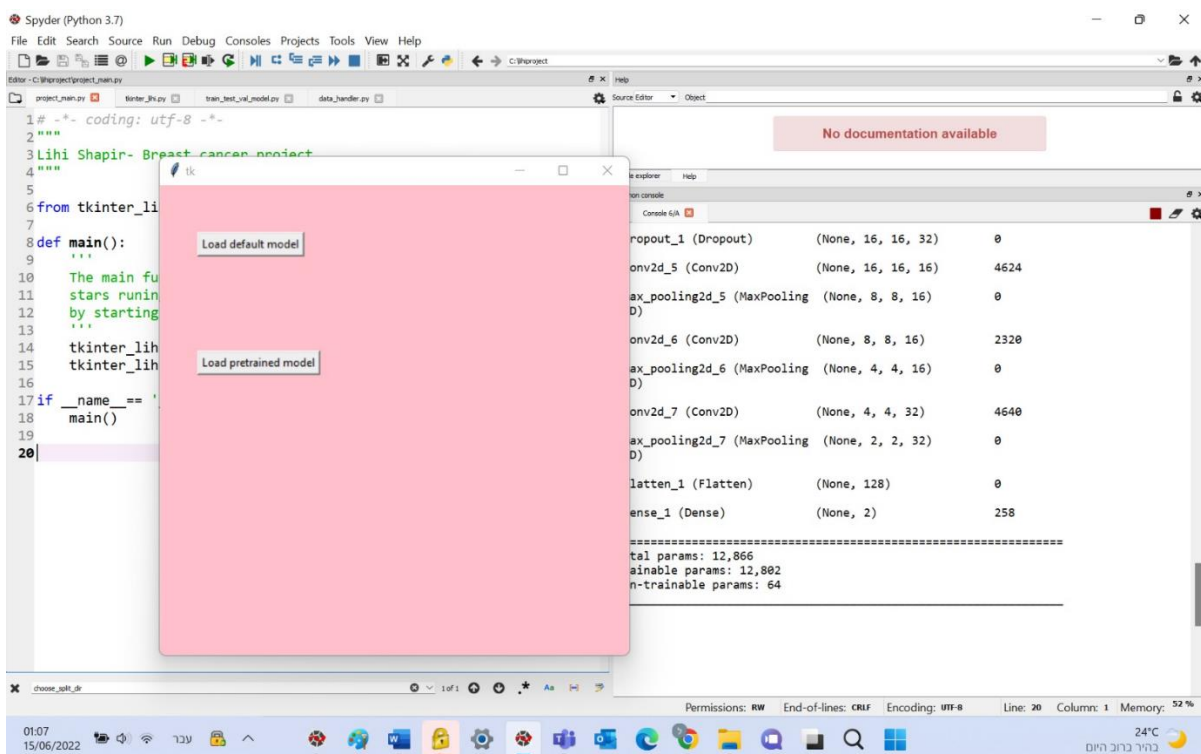 Spyder (Python 3.7)
File Edit Search Source Run Debug Consoles Projects Tools View Help
C:\lihiproject
Editor - C:\lihiproject\project_main.py
project_main.py tkinter_lihi.py train_test_val_model.py data_handler.py
1 # -*- coding: utf-8 -*-
2 """
3 Lihi Shapir- Breast cancer project
4 """
5
6 from tkinter_li
7
8 def main():
9 '''
10 The main fu
11 stars runin
12 by starting
13 '''
14 tkinter_lih
15 tkinter_lih
16
17 if __name__ == '
18 main()
19
20
tk
Load default model
Load pretrained model
choose_split_dir
1 of 1
Aa
Help
Source Editor Object
No documentation available
explorer Help
on console
Console 6/A
ropout_1 (Dropout) (None, 16, 16, 32) 0
onv2d_5 (Conv2D) (None, 16, 16, 16) 4624
ax_pooling2d_5 (MaxPooling (None, 8, 8, 16) 0
D)
onv2d_6 (Conv2D) (None, 8, 8, 16) 2320
ax_pooling2d_6 (MaxPooling (None, 4, 4, 16) 0
D)
onv2d_7 (Conv2D) (None, 4, 4, 32) 4640
ax_pooling2d_7 (MaxPooling (None, 2, 2, 32) 0
D)
latten_1 (Flatten) (None, 128) 0
ense_1 (Dense) (None, 2) 258
=================================================================
tal params: 12,866
ainable params: 12,802
n-trainable params: 64
Permissions: RW End-of-lines: CRLF Encoding: UTF-8 Line: 20 Column: 1 Memory: 52 %
01:07
15/06/2022
עבר
24°C
בהיר ברוב היום